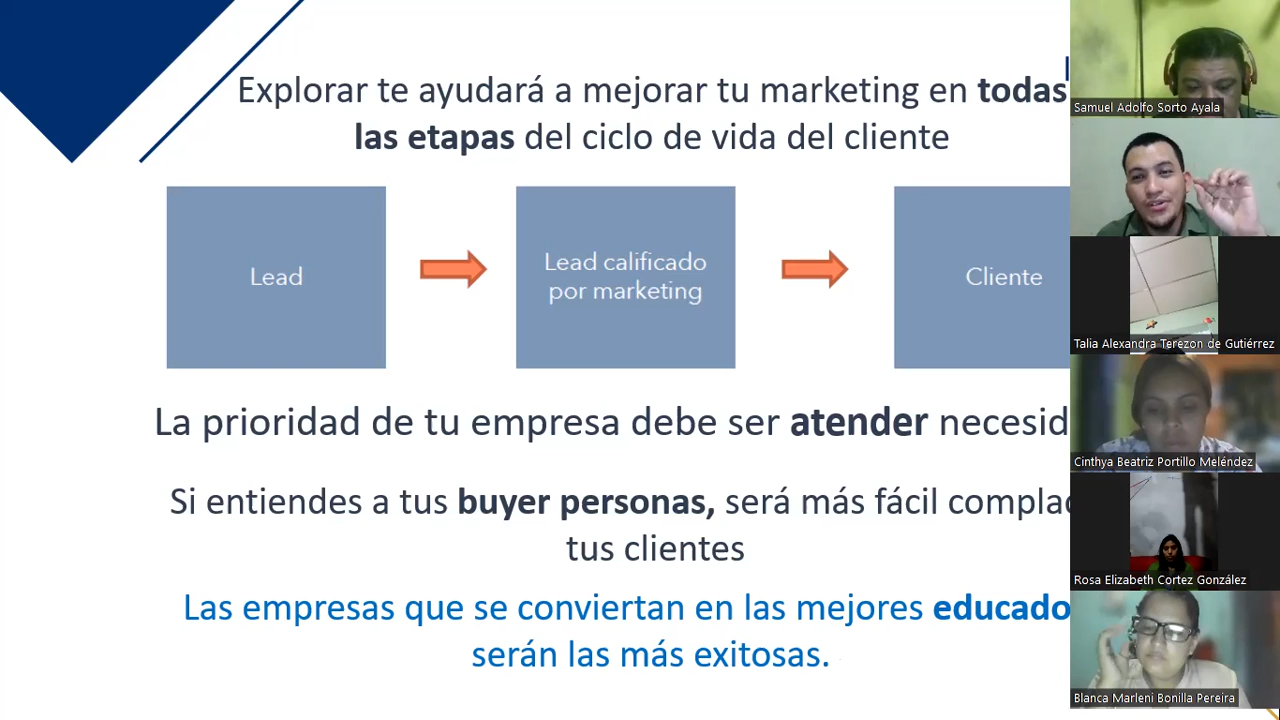 Explorar te ayudará a mejorar tu marketing en todas
las etapas del ciclo de vida del cliente
Lead
Lead calificado
por marketing
Cliente
La prioridad de tu empresa debe ser atender necesid
Si entiendes a tus buyer personas, será más fácil complac
tus clientes
Las empresas que se conviertan en las mejores educado
serán las más exitosas.
Samuel Adolfo Sorto Ayala
Talia Alexandra Terezon de Gutiérrez
Cinthya Beatriz Portillo Meléndez
Rosa Elizabeth Cortez González
Blanca Marleni Bonilla Pereira